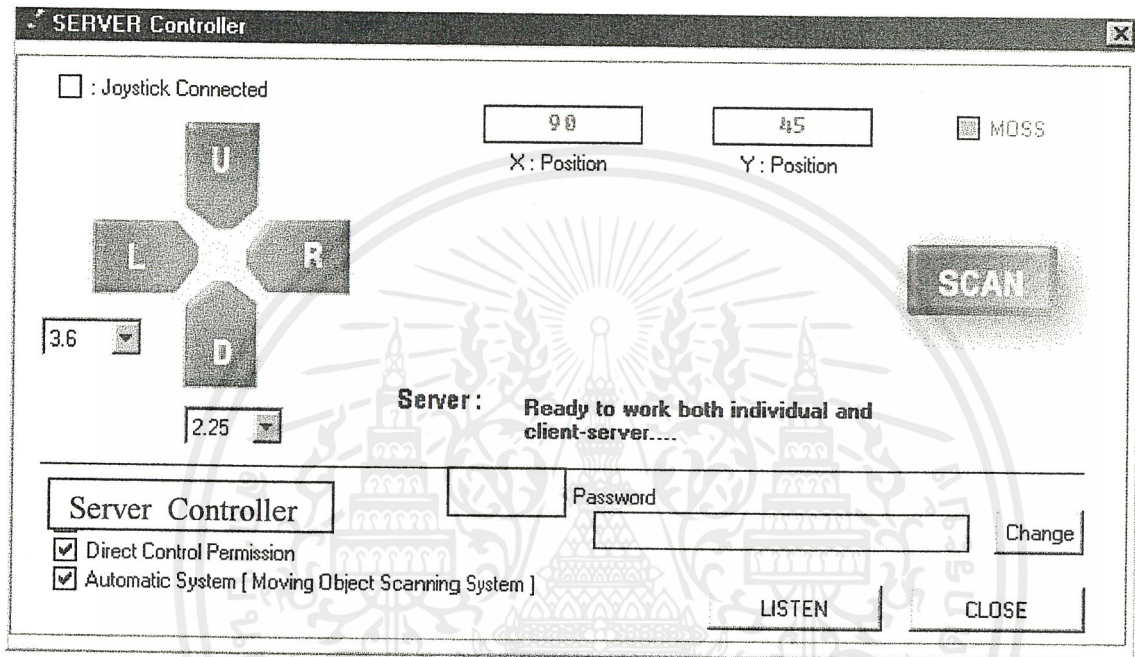 SERVER Controller
: Joystick Connected
90
45
MOSS
X : Position
Y : Position
U
L
R
D
SCAN
3.6
2.25
Server :
Ready to work both individual and
client-server....
Server Controller
Password
Change
Direct Control Permission
Automatic System [ Moving Object Scanning System ]
LISTEN
CLOSE